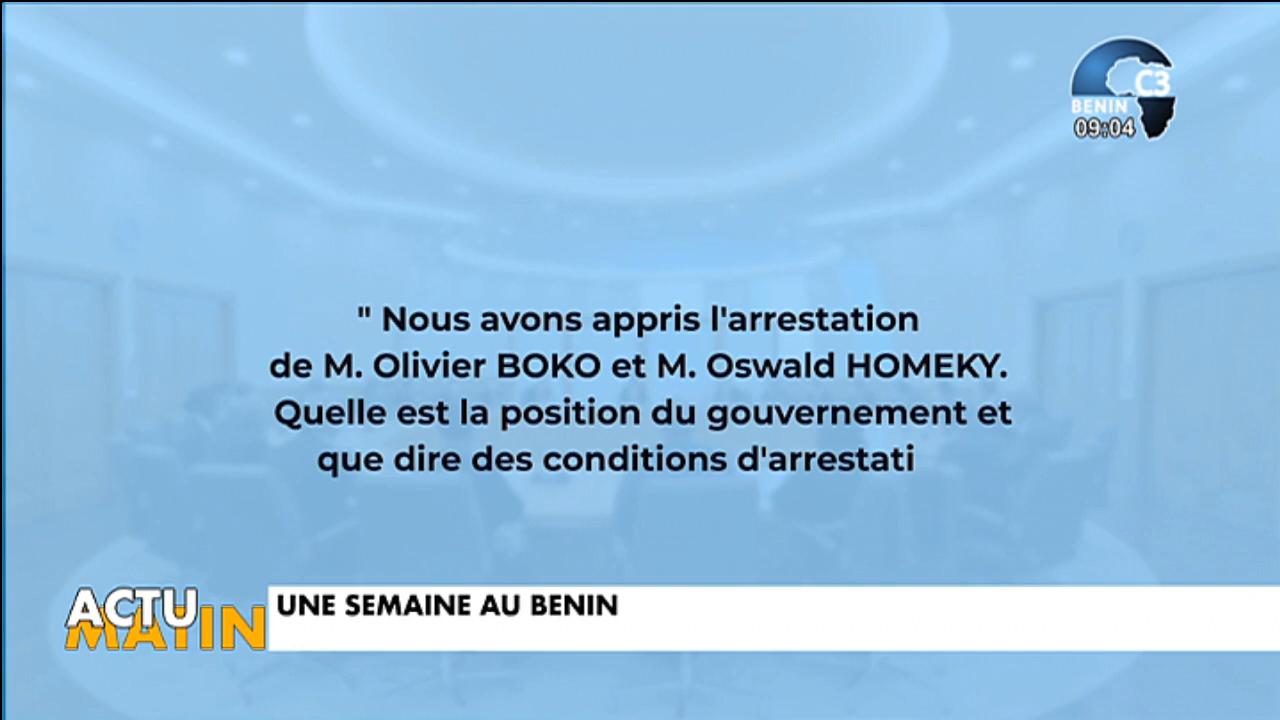 C3
BENIN
09:04
" Nous avons appris l'arrestation
de M. Olivier BOKO et M. Oswald HOMEKY.
Quelle est la position du gouvernement et
que dire des conditions d'arrestati
ACTU
MATIN
UNE SEMAINE AU BENIN